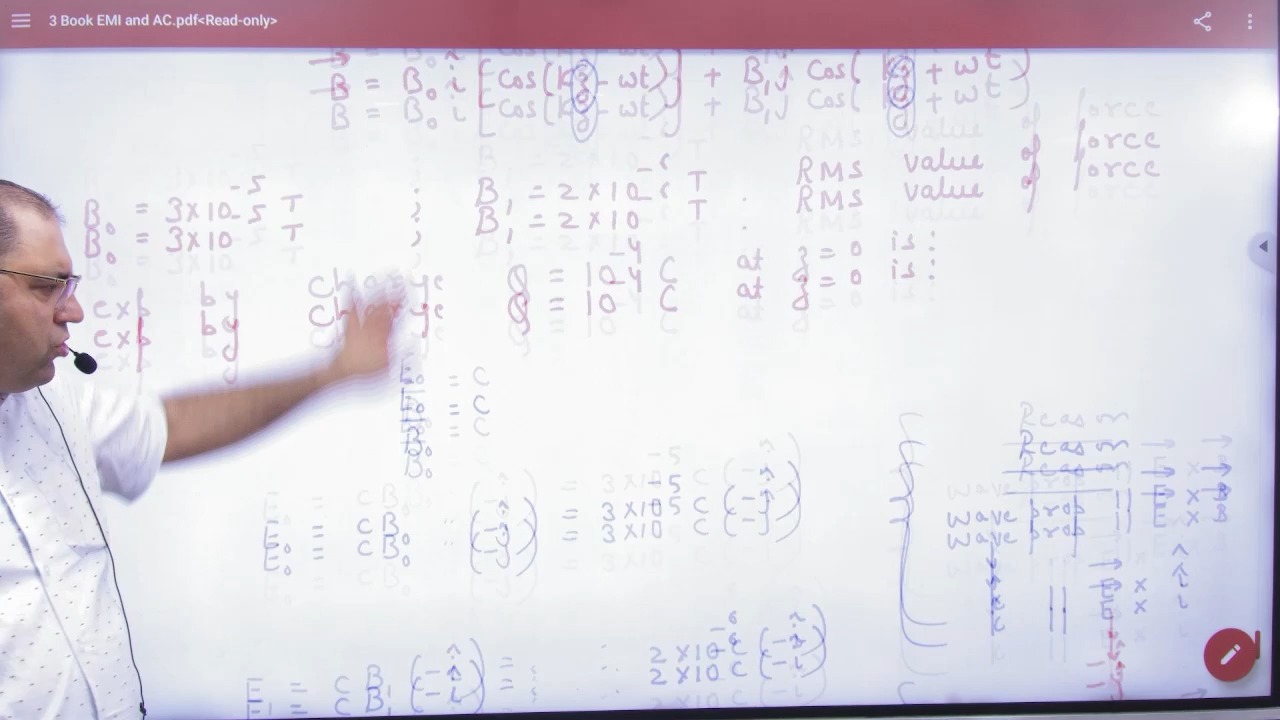 3 Book EMI and AC.pdf<Read-only>
B⃗ = B₀ i [Cos(kz - ωt)] + B₁ j Cos(kz + ωt)
B₀ = 3×10⁻⁵ T ; B₁ = 2×10⁻⁶ T . RMS value of force
exp by charge Q = 10⁻⁴ C at z = 0 is :
E₀ = C
B₀
E₀ = C B₀ (-j) = 3×10⁻⁵ C (-j)
Reason
Wave prop = E⃗ × B⃗
E₁ = C B₁ (-i) = 2×10⁻⁶ C (-i)